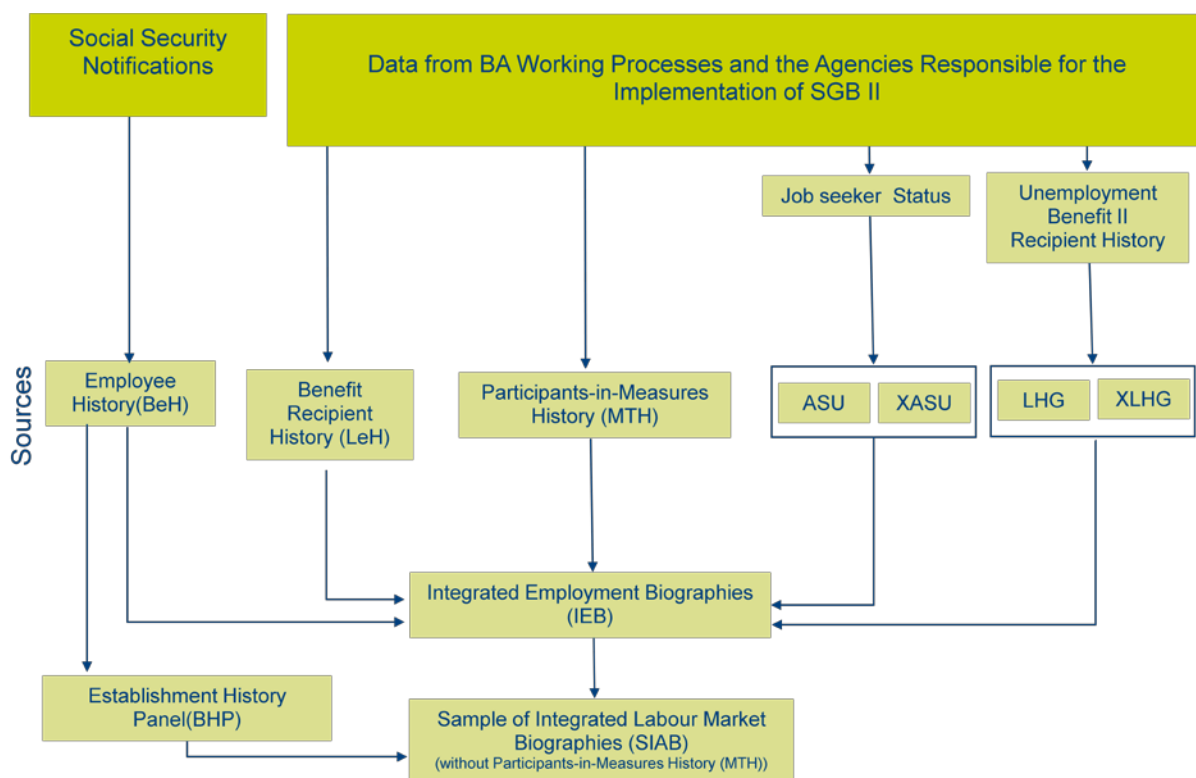 Social Security
Notifications
Data from BA Working Processes and the Agencies Responsible for the
Implementation of SGB II
Job seeker Status
Unemployment
Benefit II
Recipient History
Sources
Employee
History(BeH)
Benefit
Recipient
History (LeH)
Participants-in-Measures
History (MTH)
ASU
XASU
LHG
XLHG
Integrated Employment Biographies
(IEB)
Establishment History
Panel(BHP)
Sample of Integrated Labour Market
Biographies (SIAB)
(without Participants-in-Measures History (MTH))